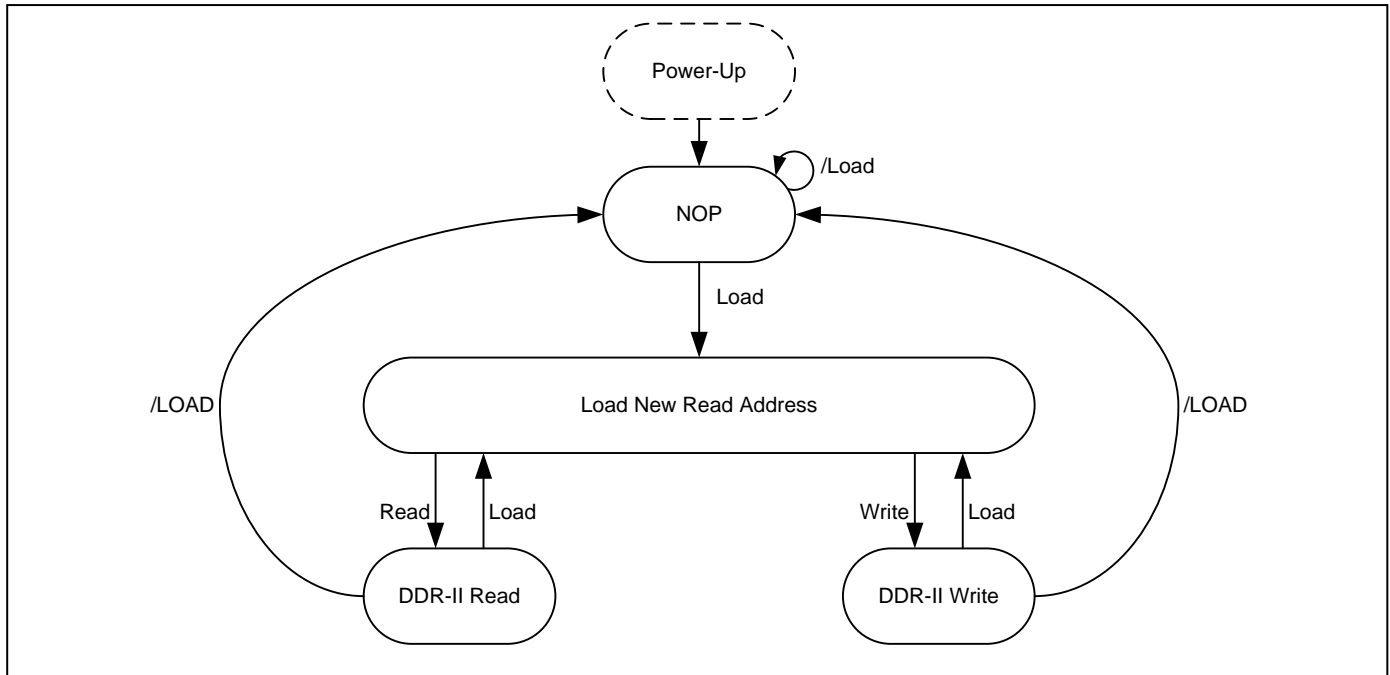 Power-Up
/Load
NOP
Load
/LOAD
Load New Read Address
/LOAD
Read
Load
Write
Load
DDR-II Read
DDR-II Write